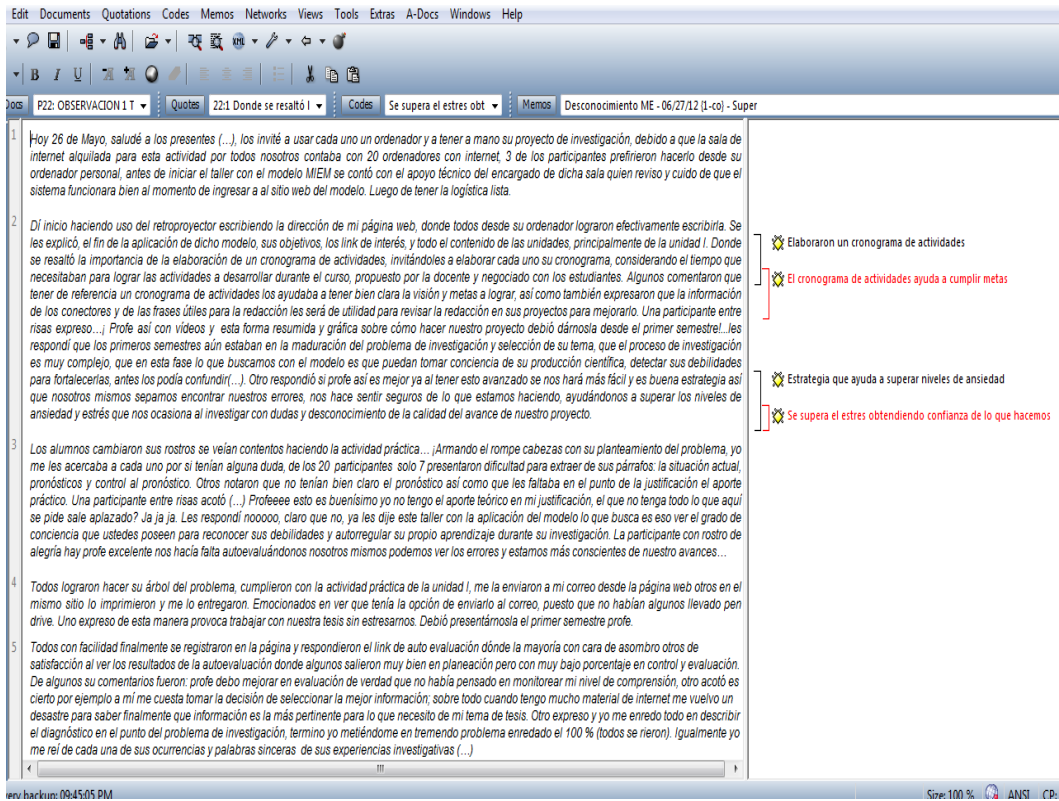 Edit Documents Quotations Codes Memos Networks Views Tools Extras A-Docs Windows Help
B I U
Docs P22: OBSERVACION 1 T Quotes 22:1 Donde se resaltó l Codes Se supera el estres obt Memos Desconocimiento ME - 06/27/12 {1-co} - Super
1 Hoy 26 de Mayo, saludé a los presentes (…), los invité a usar cada uno un ordenador y a tener a mano su proyecto de investigación, debido a que la sala de
internet alquilada para esta actividad por todos nosotros contaba con 20 ordenadores con internet, 3 de los participantes prefirieron hacerlo desde su
ordenador personal, antes de iniciar el taller con el modelo MIEM se contó con el apoyo técnico del encargado de dicha sala quien reviso y cuido de que el
sistema funcionara bien al momento de ingresar a al sitio web del modelo. Luego de tener la logística lista.
2 Dí inicio haciendo uso del retroproyector escribiendo la dirección de mi página web, donde todos desde su ordenador lograron efectivamente escribirla. Se
les explicó, el fin de la aplicación de dicho modelo, sus objetivos, los link de interés, y todo el contenido de las unidades, principalmente de la unidad I. Donde
se resaltó la importancia de la elaboración de un cronograma de actividades, invitándoles a elaborar cada uno su cronograma, considerando el tiempo que
necesitaban para lograr las actividades a desarrollar durante el curso, propuesto por la docente y negociado con los estudiantes. Algunos comentaron que
tener de referencia un cronograma de actividades los ayudaba a tener bien clara la visión y metas a lograr, así como también expresaron que la información
de los conectores y de las frases útiles para la redacción les será de utilidad para revisar la redacción en sus proyectos para mejorarlo. Una participante entre
risas expreso…¡ Profe así con vídeos y esta forma resumida y gráfica sobre cómo hacer nuestro proyecto debió dárnosla desde el primer semestre!...les
respondí que los primeros semestres aún estaban en la maduración del problema de investigación y selección de su tema, que el proceso de investigación
es muy complejo, que en esta fase lo que buscamos con el modelo es que puedan tomar conciencia de su producción científica, detectar sus debilidades
para fortalecerlas, antes los podía confundir(…). Otro respondió si profe así es mejor ya al tener esto avanzado se nos hará más fácil y es buena estrategia así
que nosotros mismos sepamos encontrar nuestros errores, nos hace sentir seguros de lo que estamos haciendo, ayudándonos a superar los niveles de
ansiedad y estrés que nos ocasiona al investigar con dudas y desconocimiento de la calidad del avance de nuestro proyecto.
Elaboraron un cronograma de actividades
El cronograma de actividades ayuda a cumplir metas
Estrategia que ayuda a superar niveles de ansiedad
Se supera el estres obtendiendo confianza de lo que hacemos
3 Los alumnos cambiaron sus rostros se veían contentos haciendo la actividad práctica… ¡Armando el rompe cabezas con su planteamiento del problema, yo
me les acercaba a cada uno por si tenían alguna duda, de los 20 participantes solo 7 presentaron dificultad para extraer de sus párrafos: la situación actual,
pronósticos y control al pronóstico. Otros notaron que no tenían bien claro el pronóstico así como que les faltaba en el punto de la justificación el aporte
práctico. Una participante entre risas acotó (…) Profeeee esto es buenísimo yo no tengo el aporte teórico en mi justificación, el que no tenga todo lo que aquí
se pide sale aplazado? Ja ja ja. Les respondí nooooo, claro que no, ya les dije este taller con la aplicación del modelo lo que busca es eso ver el grado de
conciencia que ustedes poseen para reconocer sus debilidades y autorregular su propio aprendizaje durante su investigación. La participante con rostro de
alegría hay profe excelente nos hacía falta autoevaluándonos nosotros mismos podemos ver los errores y estamos más conscientes de nuestro avances…
4 Todos lograron hacer su árbol del problema, cumplieron con la actividad práctica de la unidad I, me la enviaron a mi correo desde la página web otros en el
mismo sitio lo imprimieron y me lo entregaron. Emocionados en ver que tenía la opción de enviarlo al correo, puesto que no habían algunos llevado pen
drive. Uno expreso de esta manera provoca trabajar con nuestra tesis sin estresarnos. Debió presentárnosla el primer semestre profe.
5 Todos con facilidad finalmente se registraron en la página y respondieron el link de auto evaluación dónde la mayoría con cara de asombro otros de
satisfacción al ver los resultados de la autoevaluación donde algunos salieron muy bien en planeación pero con muy bajo porcentaje en control y evaluación.
De algunos su comentarios fueron: profe debo mejorar en evaluación de verdad que no había pensado en monitorear mi nivel de comprensión, otro acotó es
cierto por ejemplo a mí me cuesta tomar la decisión de seleccionar la mejor información; sobre todo cuando tengo mucho material de internet me vuelvo un
desastre para saber finalmente que información es la más pertinente para lo que necesito de mi tema de tesis. Otro expreso y yo me enredo todo en describir
el diagnóstico en el punto del problema de investigación, termino yo metiéndome en tremendo problema enredado el 100 % (todos se rieron). Igualmente yo
me reí de cada una de sus ocurrencias y palabras sinceras de sus experiencias investigativas (…)
very backup: 09:45:05 PM Size: 100 % ANSI CP: